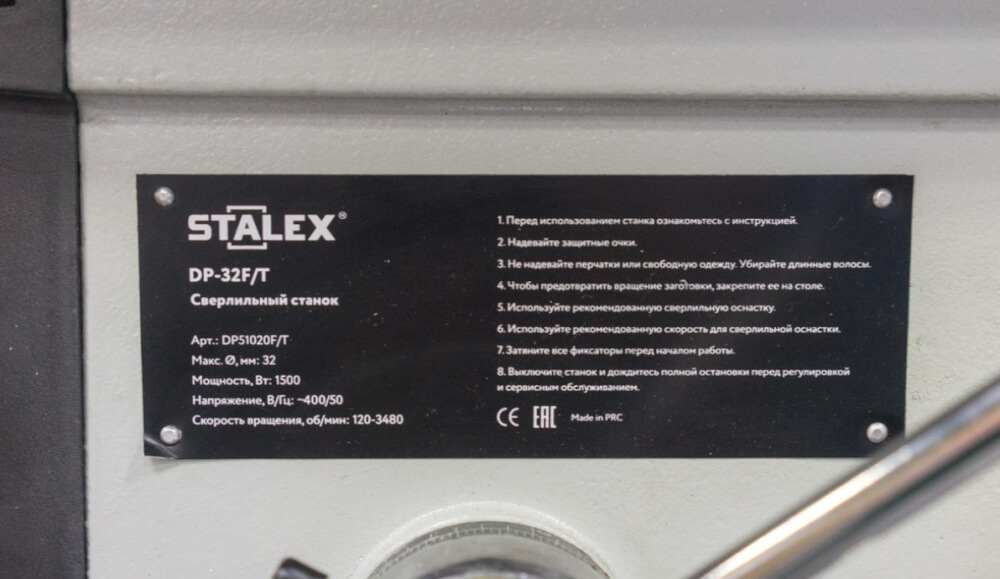 STALEX®
DP-32F/T
Сверлильный станок
Арт.: DP51020F/T
Макс. Ø, мм: 32
Мощность, Вт: 1500
Напряжение, В/Гц: ~400/50
Скорость вращения, об/мин: 120-3480
1. Перед использованием станка ознакомьтесь с инструкцией.
2. Надевайте защитные очки.
3. Не надевайте перчатки или свободную одежду. Убирайте длинные волосы.
4. Чтобы предотвратить вращение заготовки, закрепите ее на столе.
5. Используйте рекомендованную сверлильную оснастку.
6. Используйте рекомендованную скорость для сверлильной оснастки.
7. Затяните все фиксаторы перед началом работы.
8. Выключите станок и дождитесь полной остановки перед регулировкой
и сервисным обслуживанием.
CE EAC Made in PRC